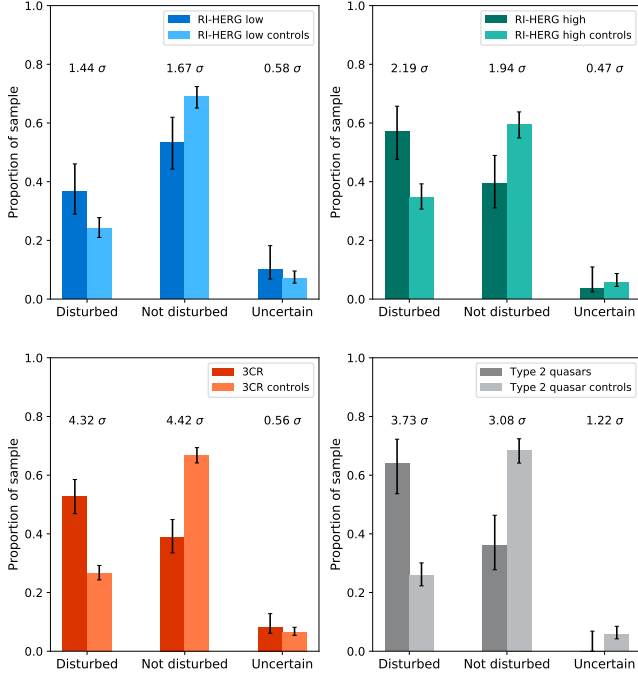 1.0
0.8
0.6
0.4
0.2
0.0
Proportion of sample
RI-HERG low
RI-HERG low controls
1.44 σ
1.67 σ
0.58 σ
Disturbed
Not disturbed
Uncertain
1.0
0.8
0.6
0.4
0.2
0.0
Proportion of sample
RI-HERG high
RI-HERG high controls
2.19 σ
1.94 σ
0.47 σ
Disturbed
Not disturbed
Uncertain
1.0
0.8
0.6
0.4
0.2
0.0
Proportion of sample
3CR
3CR controls
4.32 σ
4.42 σ
0.56 σ
Disturbed
Not disturbed
Uncertain
1.0
0.8
0.6
0.4
0.2
0.0
Proportion of sample
Type 2 quasars
Type 2 quasar controls
3.73 σ
3.08 σ
1.22 σ
Disturbed
Not disturbed
Uncertain